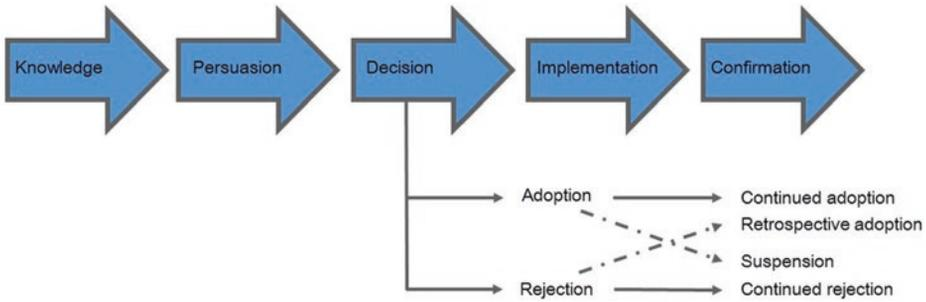 Knowledge
Persuasion
Decision
Implementation
Confirmation
Adoption
Continued adoption
Retrospective adoption
Suspension
Rejection
Continued rejection